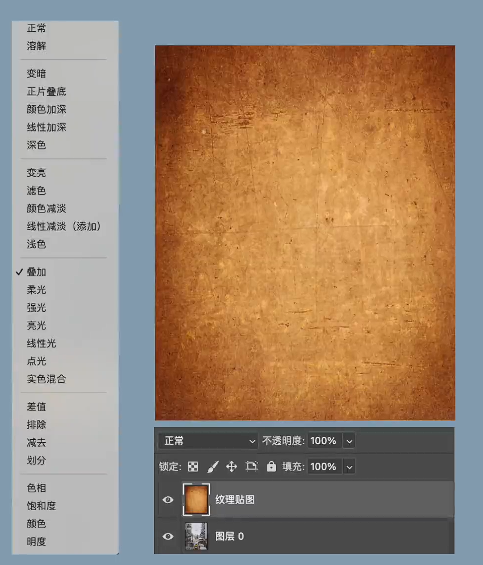 正常
溶解
变暗
正片叠底
颜色加深
线性加深
深色
变亮
滤色
颜色减淡
线性减淡（添加）
浅色
叠加
柔光
强光
亮光
线性光
点光
实色混合
差值
排除
减去
划分
色相
饱和度
颜色
明度
正常 不透明度: 100%
锁定: 填充: 100%
纹理贴图
图层 0